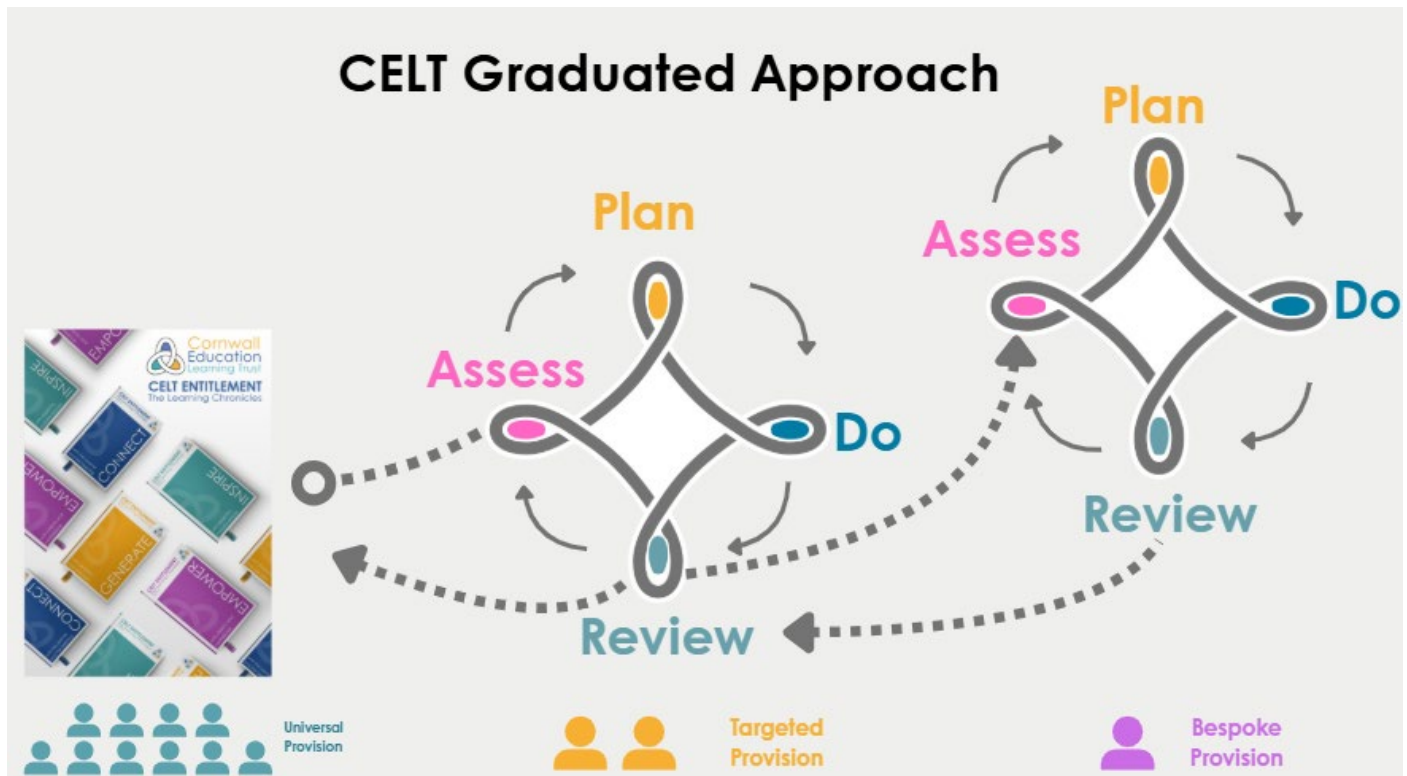 CELT Graduated Approach
Plan
Assess
Do
Review
Plan
Assess
Do
Review
Cornwall
Education
Learning Trust
CELT ENTITLEMENT
The Learning Chronicles
EMPO
INSPIRE
CONNECT
INSPIRE
EMPOWER
GENERATE
EMPOWER
CONNECT
Universal
Provision
Targeted
Provision
Bespoke
Provision